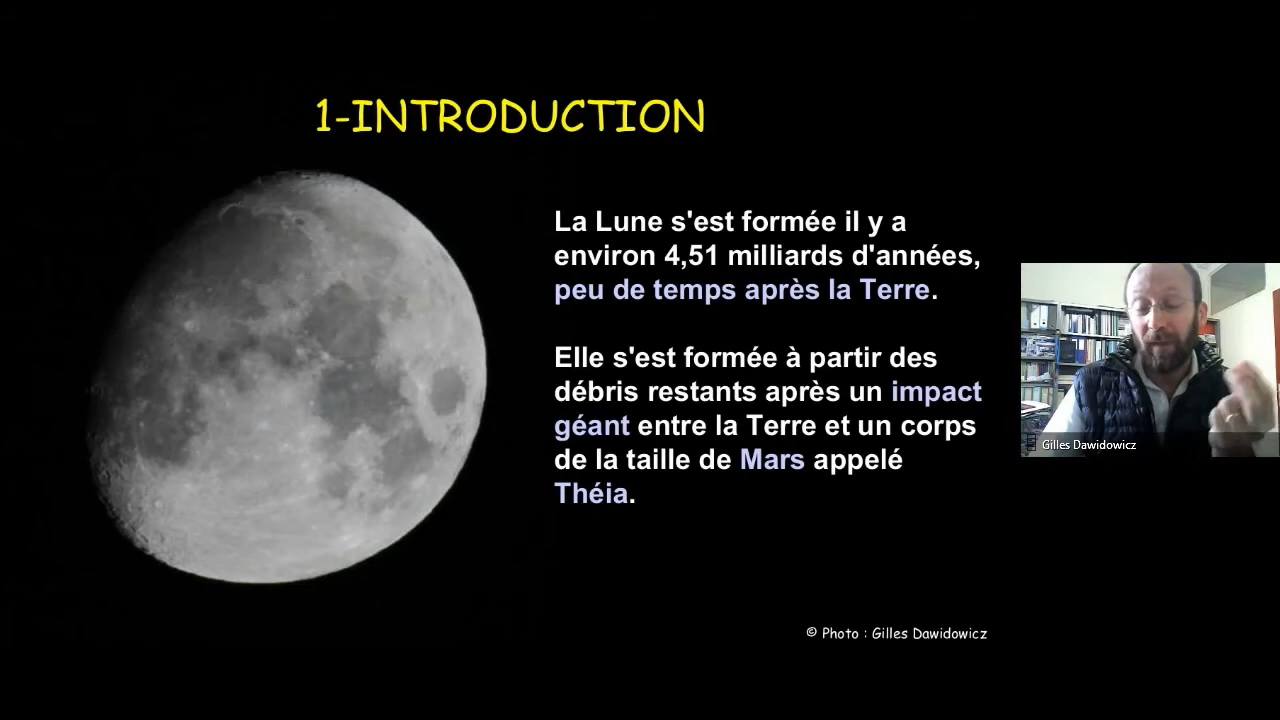 1-INTRODUCTION
La Lune s'est formée il y a
environ 4,51 milliards d'années,
peu de temps après la Terre.
Elle s'est formée à partir des
débris restants après un impact
géant entre la Terre et un corps
de la taille de Mars appelé
Théia.
Gilles Dawidowicz
© Photo : Gilles Dawidowicz